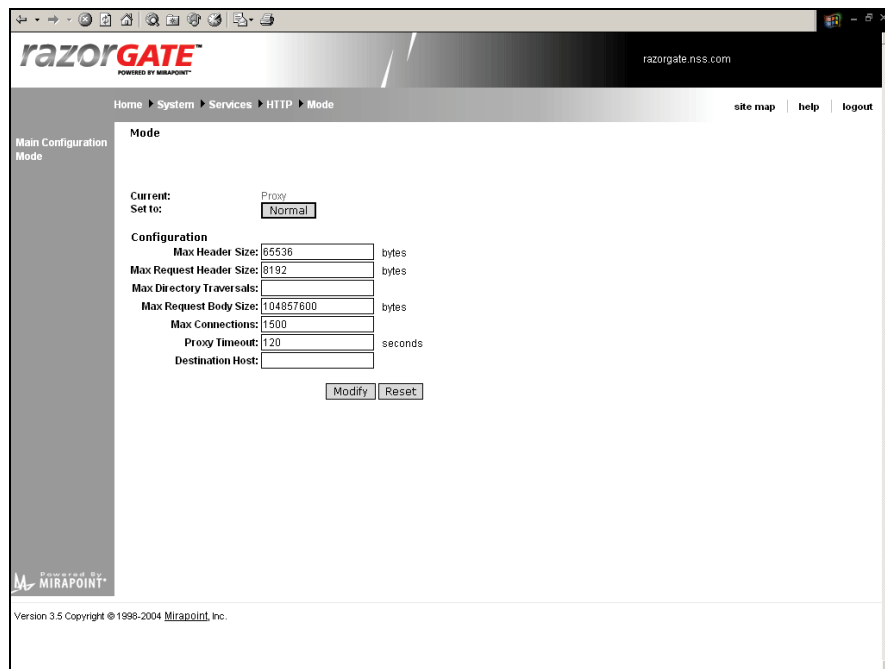 razorGATE™
POWERED BY MIRAPOINT™
razorgate.nss.com
Home System Services HTTP Mode
site map help logout
Main Configuration
Mode
Mode
Current: Proxy
Set to: Normal
Configuration
Max Header Size: 65536 bytes
Max Request Header Size: 8192 bytes
Max Directory Traversals:
Max Request Body Size: 104857600 bytes
Max Connections: 1500
Proxy Timeout: 120 seconds
Destination Host:
Modify Reset
Powered By
MIRAPOINT
Version 3.5 Copyright © 1998-2004 Mirapoint, Inc.